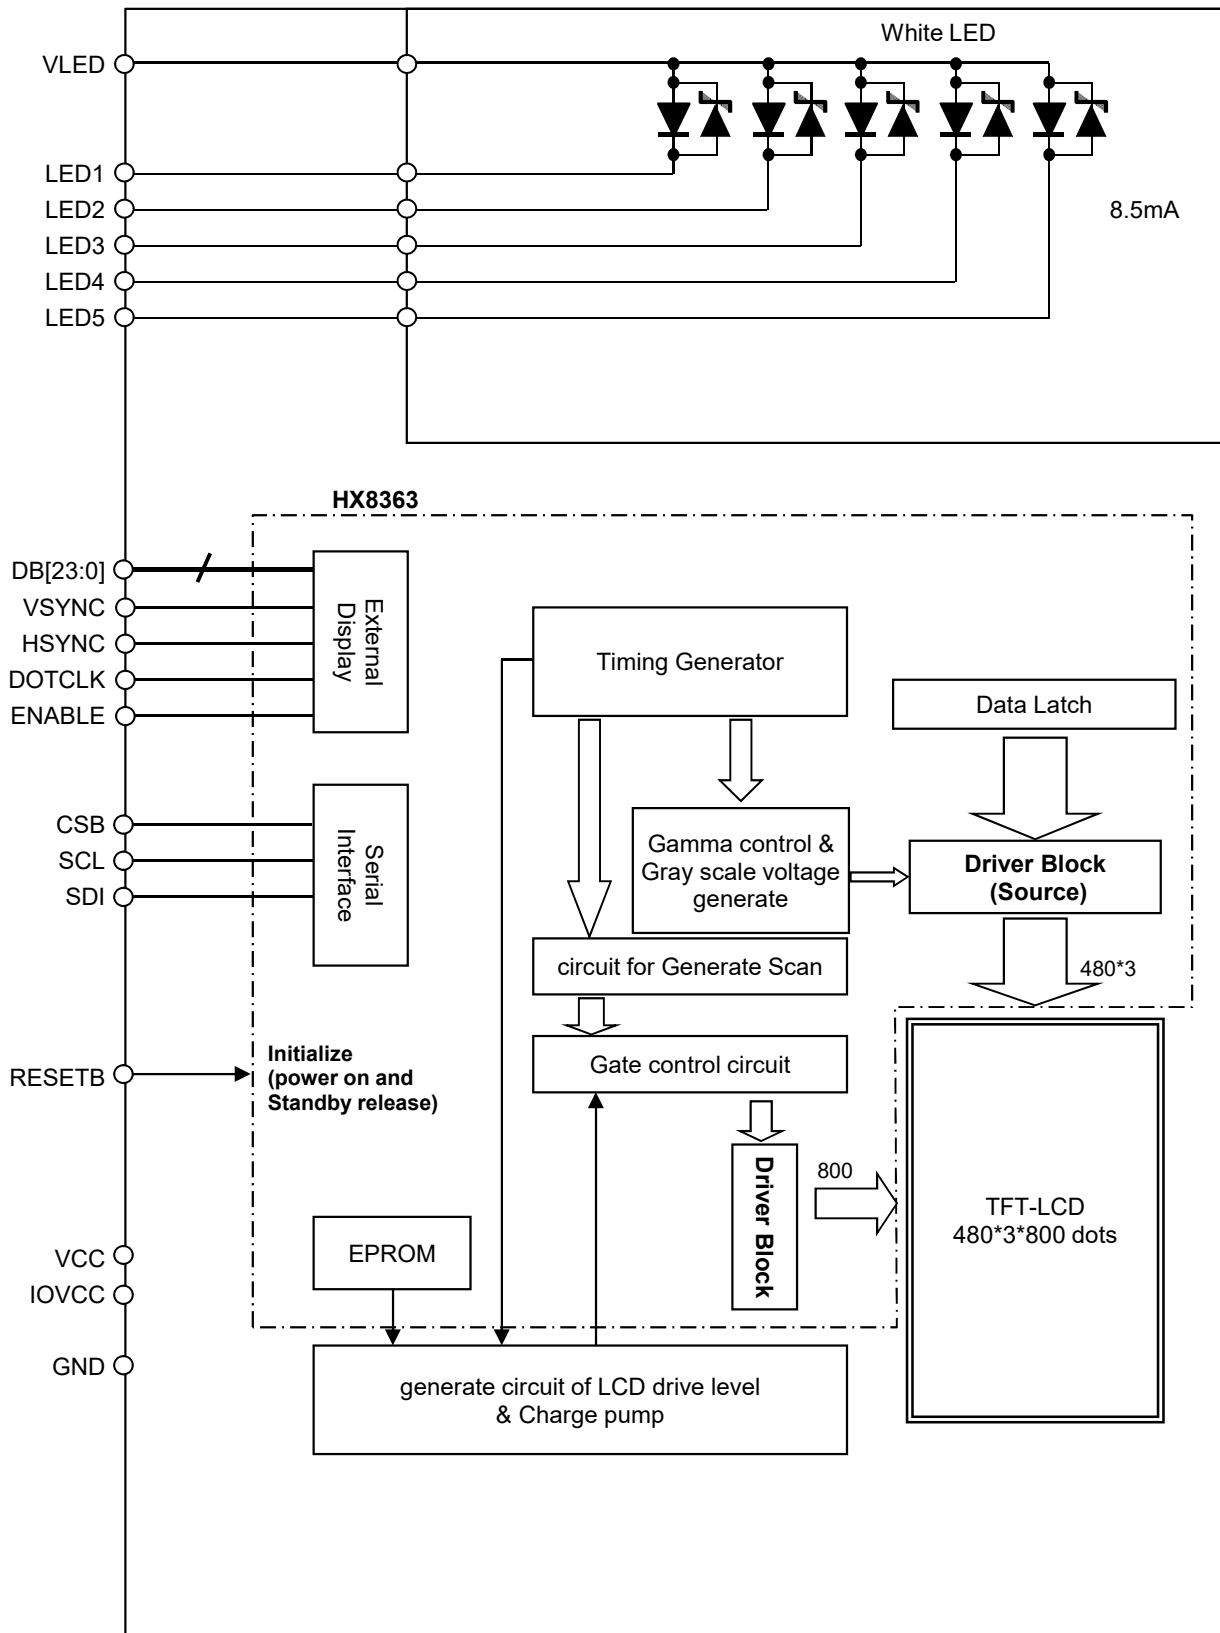 White LED
VLED
LED1
LED2
8.5mA
LED3
LED4
LED5
HX8363
DB[23:0]
VSYNC
HSYNC
DOTCLK
ENABLE
External
Display
Timing Generator
Data Latch
CSB
SCL
SDI
Serial
Interface
Gamma control &
Gray scale voltage
generate
Driver Block
(Source)
circuit for Generate Scan
480*3
Gate control circuit
RESETB
Initialize
(power on and
Standby release)
Driver Block
800
TFT-LCD
480*3*800 dots
EPROM
VCC
IOVCC
GND
generate circuit of LCD drive level
& Charge pump